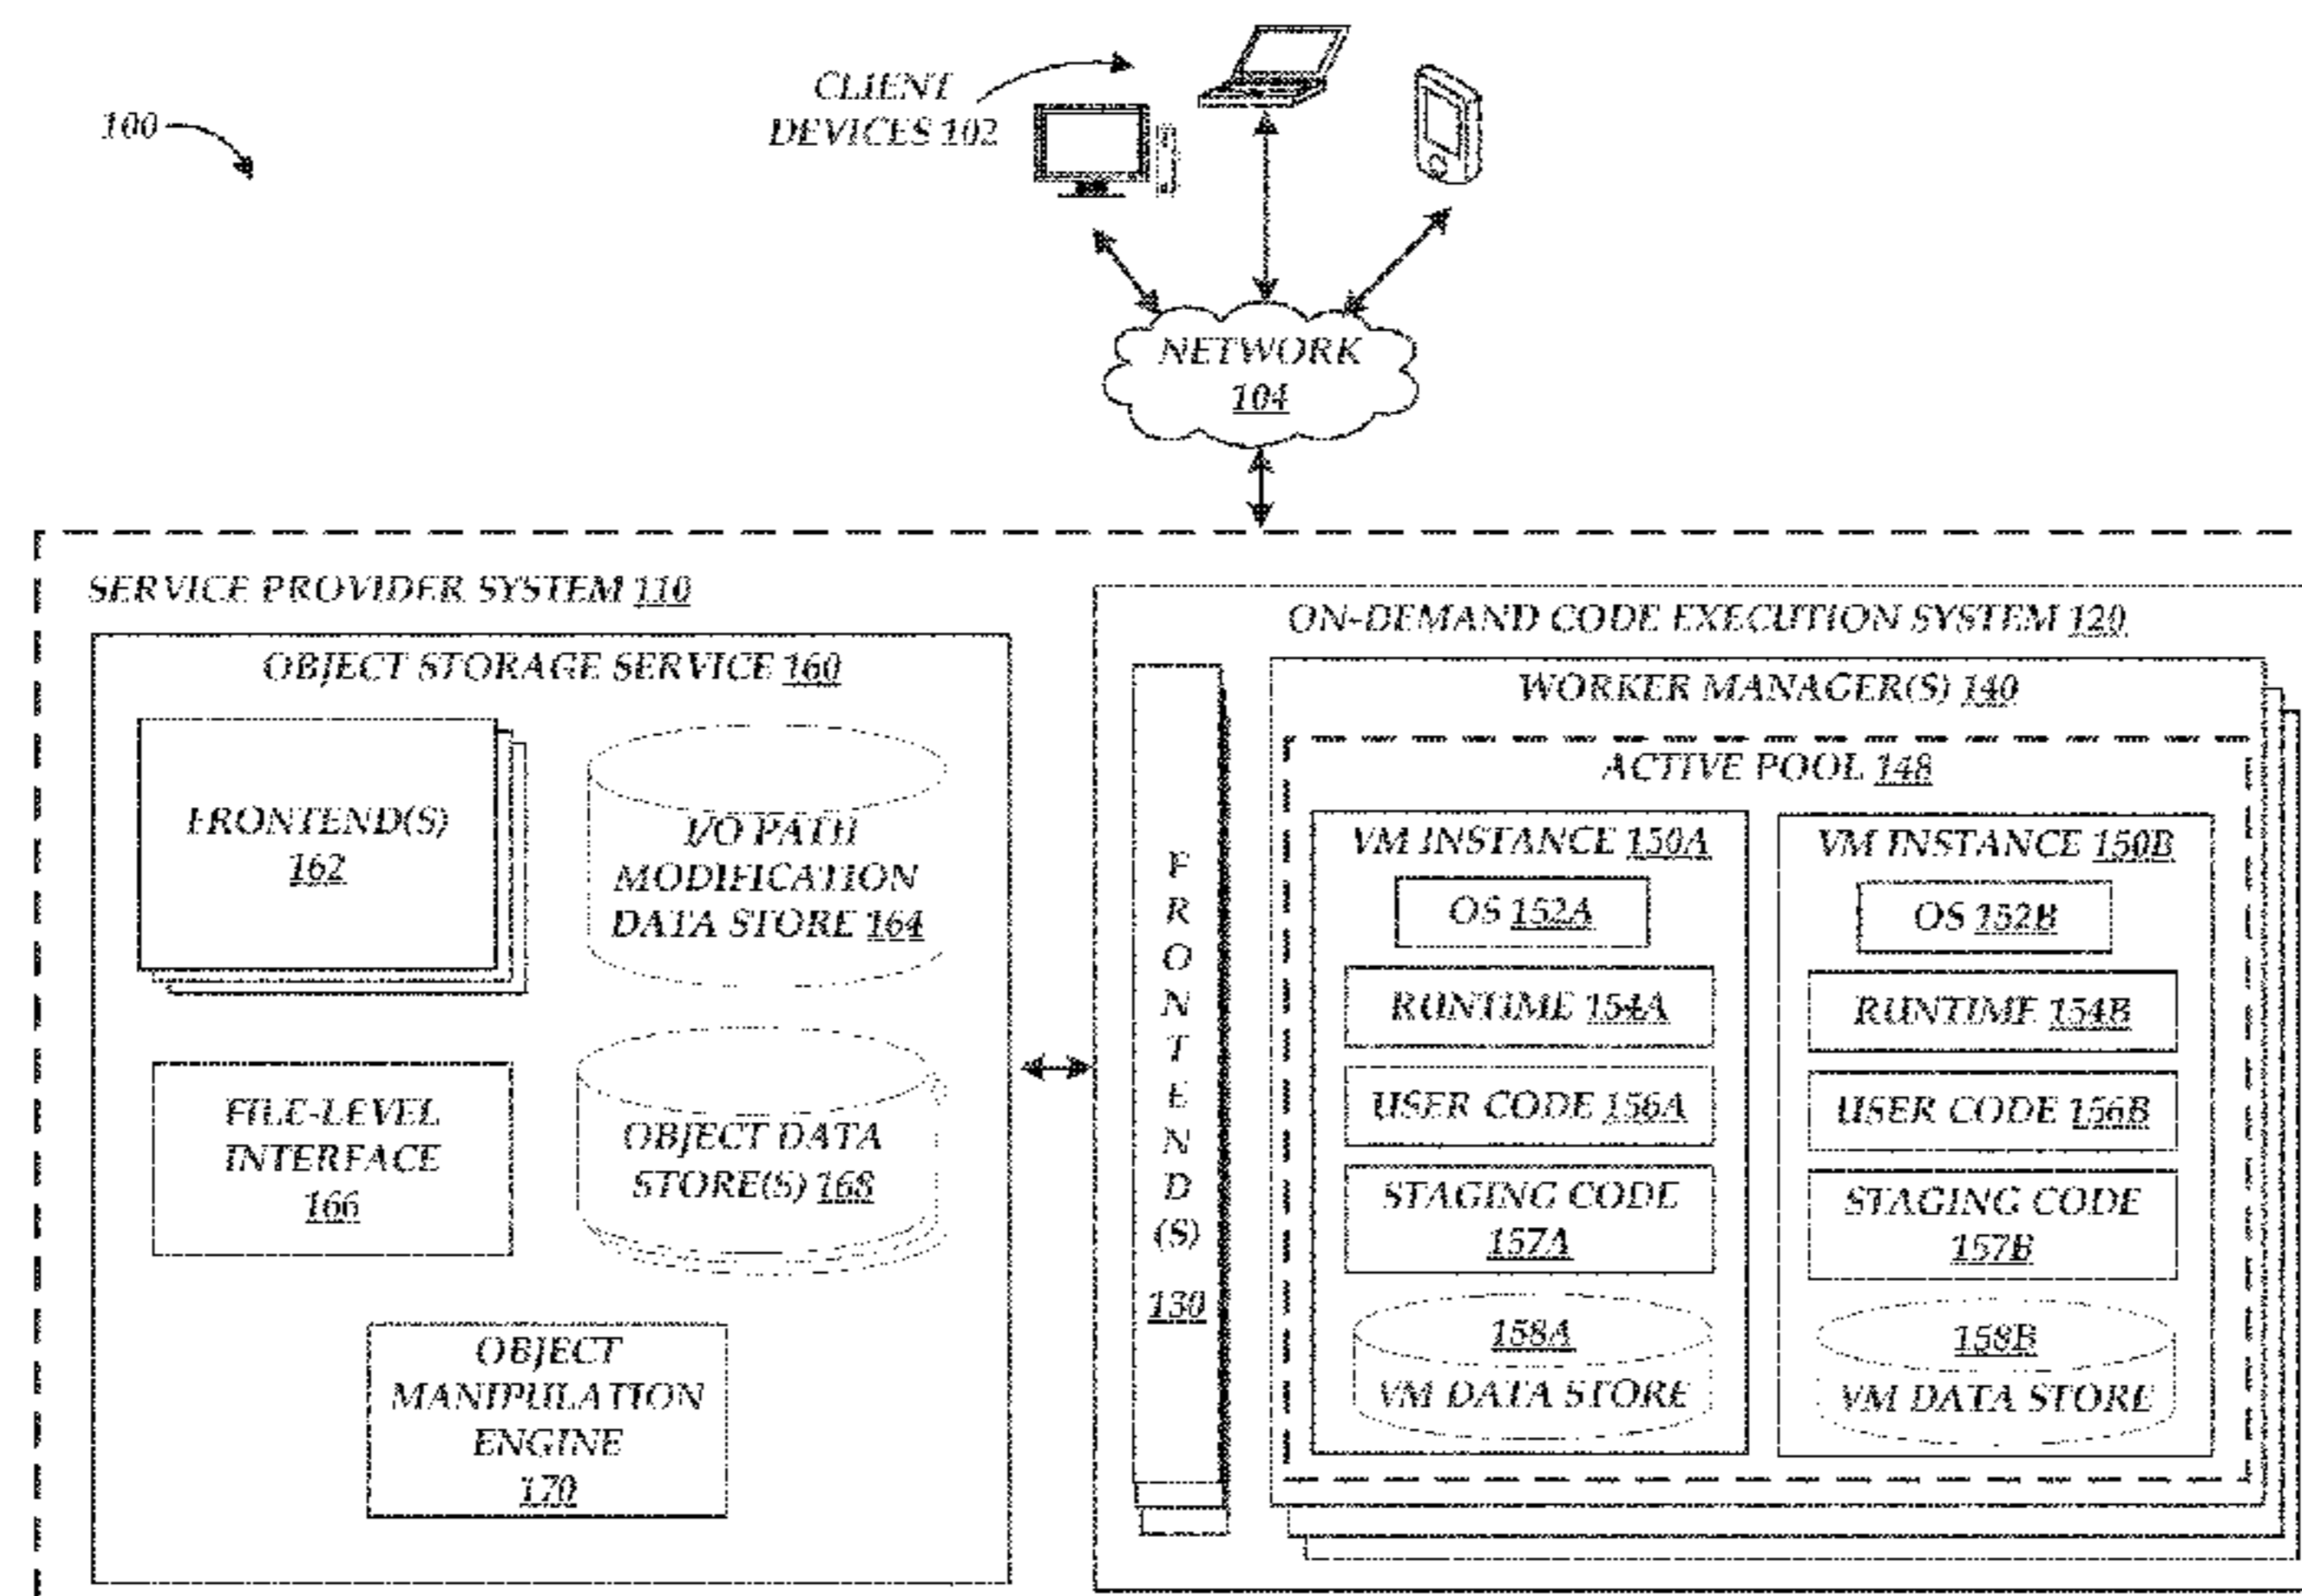 100
CLIENT
DEVICES 102
NETWORK
104
SERVICE PROVIDER SYSTEM 110
OBJECT STORAGE SERVICE 160
FRONTEND(S)
162
I/O PATH
MODIFICATION
DATA STORE 164
FILE-LEVEL
INTERFACE
166
OBJECT DATA
STORE(S) 168
OBJECT
MANIPULATION
ENGINE
170
ON-DEMAND CODE EXECUTION SYSTEM 120
FRONTEND(S)
130
WORKER MANAGER(S) 140
ACTIVE POOL 148
VM INSTANCE 150A
OS 152A
RUNTIME 154A
USER CODE 156A
STAGING CODE
157A
158A
VM DATA STORE
VM INSTANCE 150B
OS 152B
RUNTIME 154B
USER CODE 156B
STAGING CODE
157B
158B
VM DATA STORE